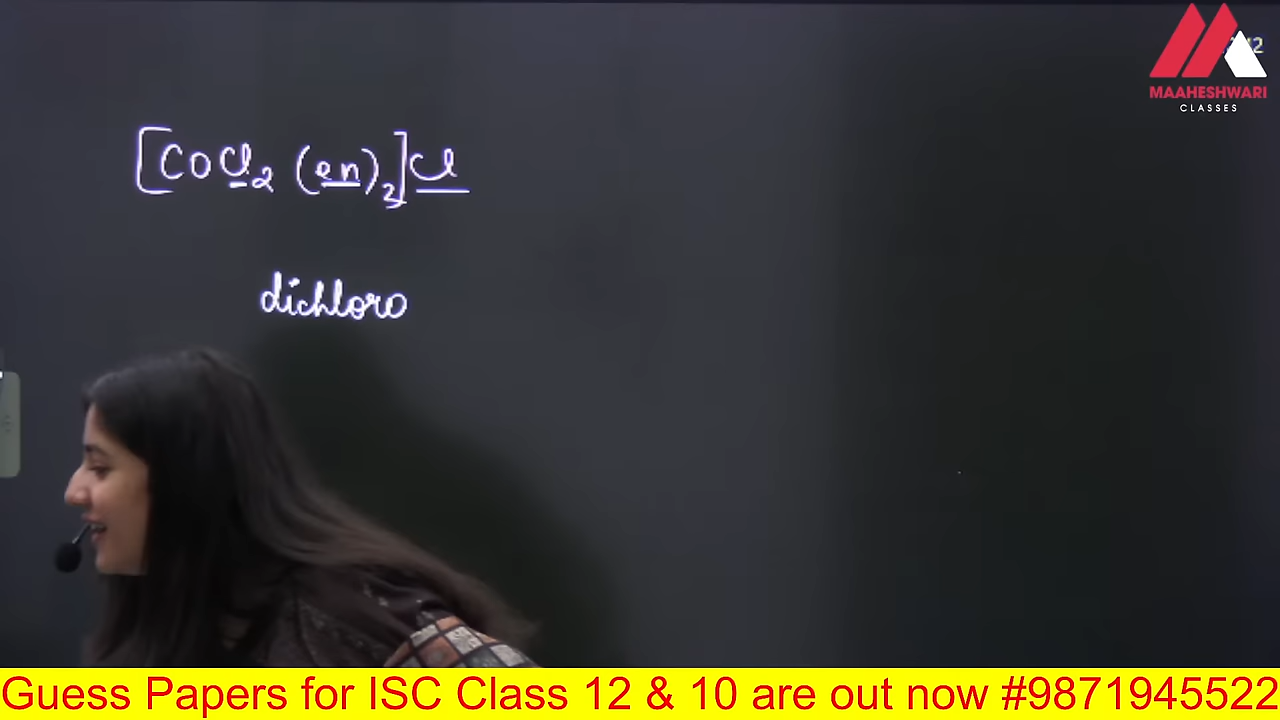 [COCl2 (en)2]Cl
dichloro
MAAHESHWARI
CLASSES
Guess Papers for ISC Class 12 & 10 are out now #9871945522